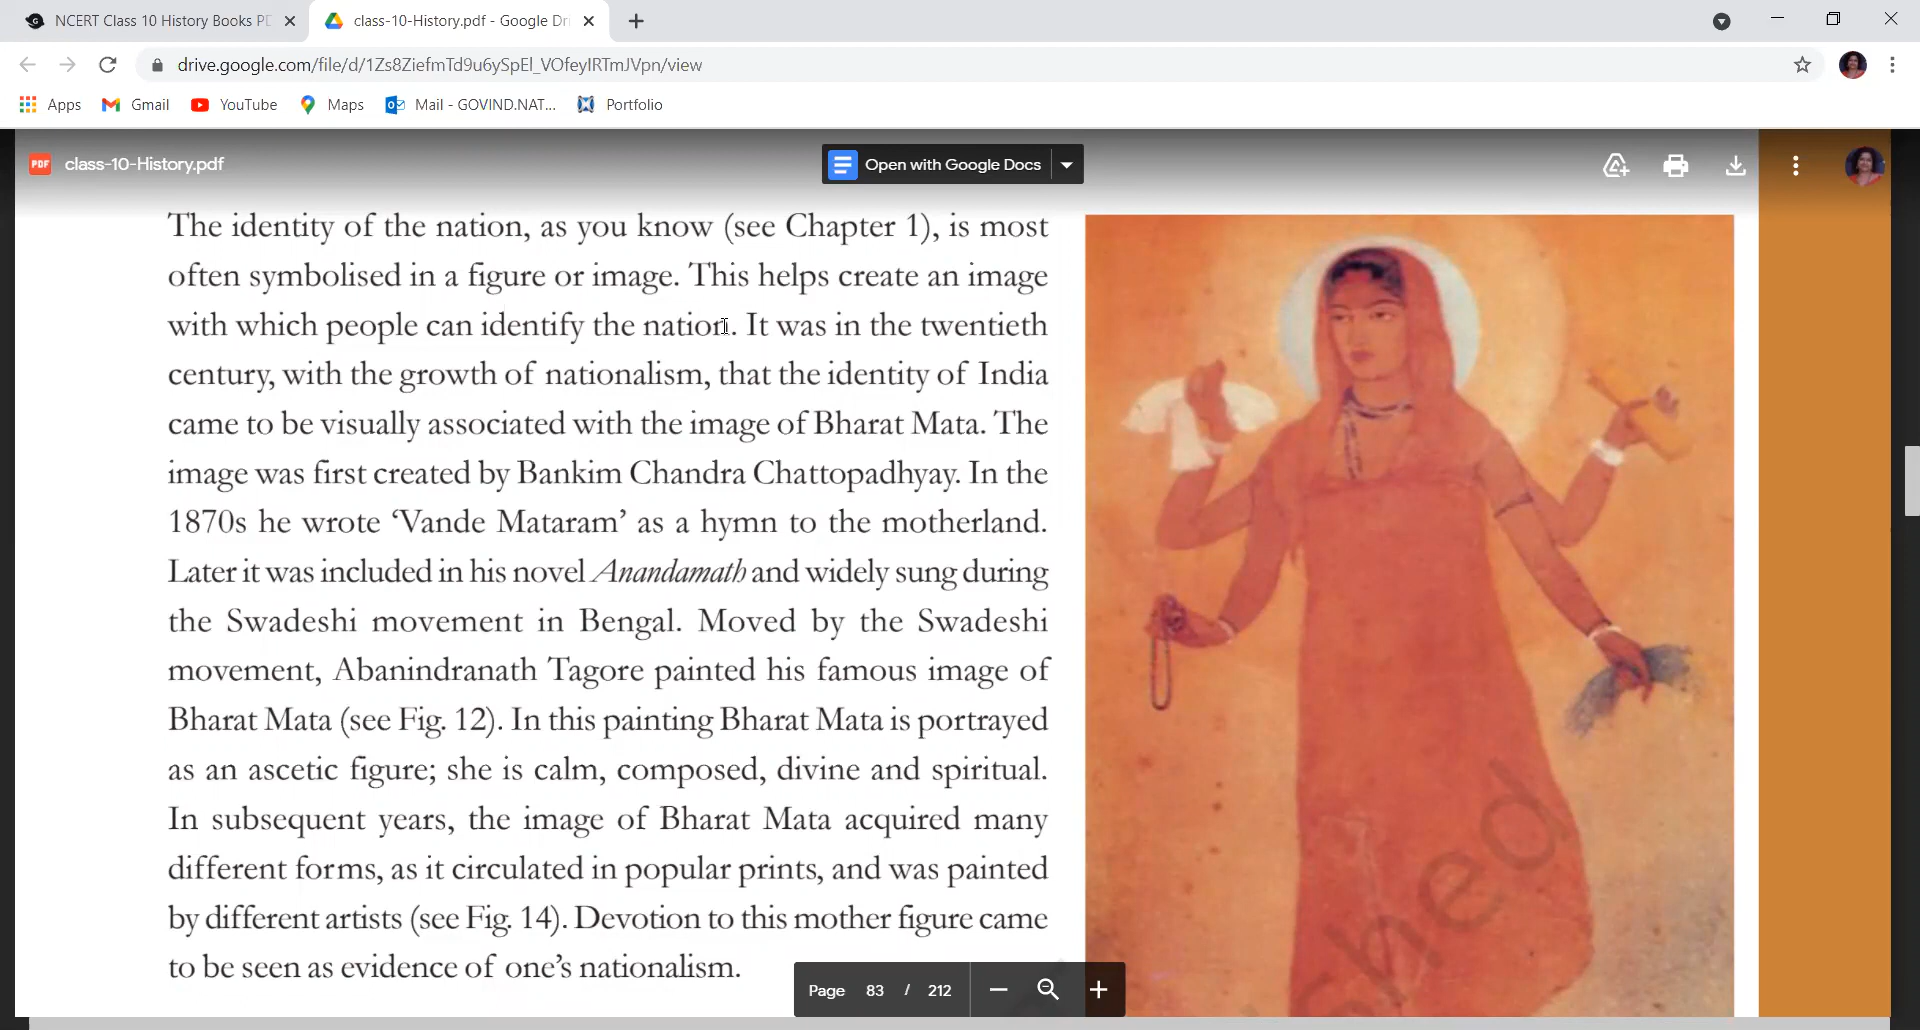 NCERT Class 10 History Books PD
class-10-History.pdf - Google Dri
drive.google.com/file/d/1Zs8ZiefmTd9u6ySpEl_VOfeyIRTmJVpn/view
Apps Gmail YouTube Maps Mail - GOVIND.NAT... Portfolio
PDF class-10-History.pdf
Open with Google Docs
The identity of the nation, as you know (see Chapter 1), is most
often symbolised in a figure or image. This helps create an image
with which people can identify the nation. It was in the twentieth
century, with the growth of nationalism, that the identity of India
came to be visually associated with the image of Bharat Mata. The
image was first created by Bankim Chandra Chattopadhyay. In the
1870s he wrote ‘Vande Mataram’ as a hymn to the motherland.
Later it was included in his novel Anandamath and widely sung during
the Swadeshi movement in Bengal. Moved by the Swadeshi
movement, Abanindranath Tagore painted his famous image of
Bharat Mata (see Fig. 12). In this painting Bharat Mata is portrayed
as an ascetic figure; she is calm, composed, divine and spiritual.
In subsequent years, the image of Bharat Mata acquired many
different forms, as it circulated in popular prints, and was painted
by different artists (see Fig. 14). Devotion to this mother figure came
to be seen as evidence of one’s nationalism.
shed
Page 83 / 212